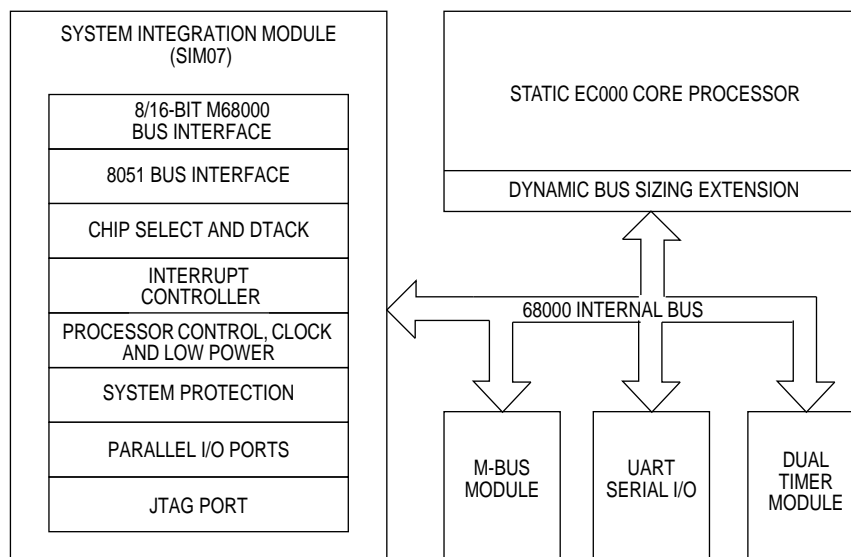 SYSTEM INTEGRATION MODULE
(SIM07)
8/16-BIT M68000
BUS INTERFACE
8051 BUS INTERFACE
CHIP SELECT AND DTACK
INTERRUPT
CONTROLLER
PROCESSOR CONTROL, CLOCK
AND LOW POWER
SYSTEM PROTECTION
PARALLEL I/O PORTS
JTAG PORT
STATIC EC000 CORE PROCESSOR
DYNAMIC BUS SIZING EXTENSION
68000 INTERNAL BUS
M-BUS
MODULE
UART
SERIAL I/O
DUAL
TIMER
MODULE